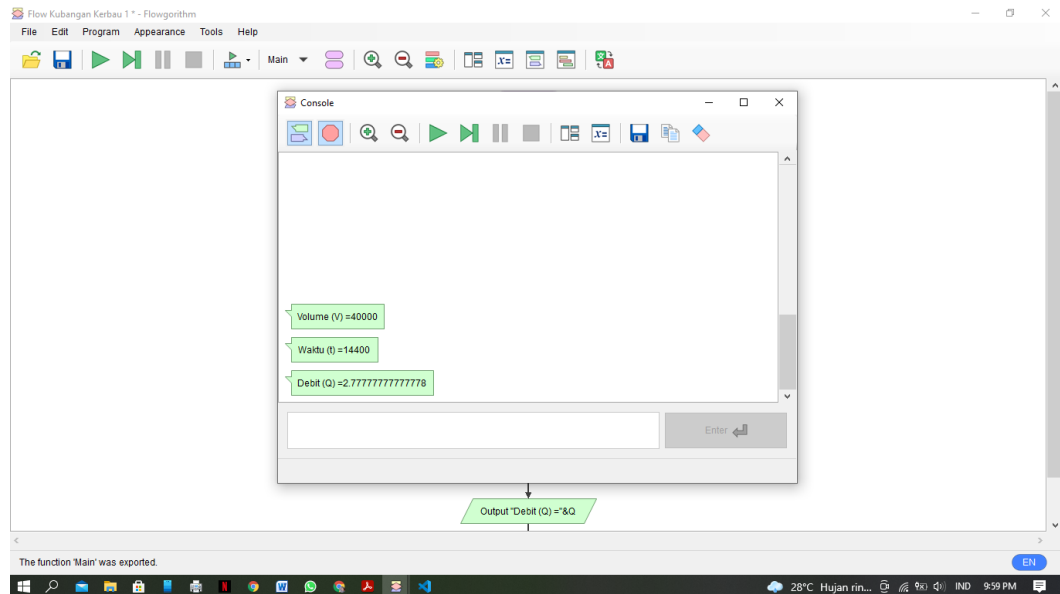 Flow Kubangan Kerbau 1 * - Flowgorithm
File Edit Program Appearance Tools Help
Main
x=
Console
x=
Volume (V) =40000
Waktu (t) =14400
Debit (Q) =2.77777777777778
Enter
Output "Debit (Q) ="&Q
The function 'Main' was exported.
EN
28°C Hujan rin... IND 9:59 PM